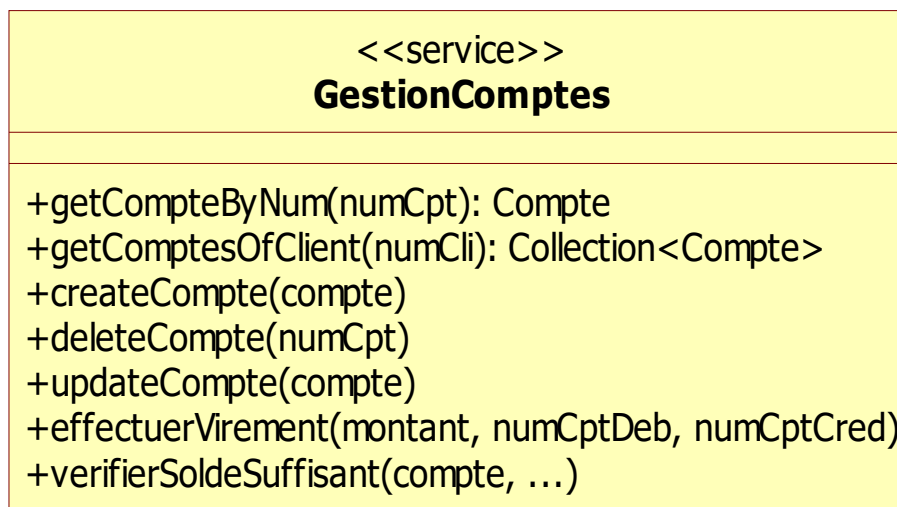 <<service>>
GestionComptes
+getCompteByNum(numCpt): Compte
+getComptesOfClient(numCli): Collection<Compte>
+createCompte(compte)
+deleteCompte(numCpt)
+updateCompte(compte)
+effectuerVirement(montant, numCptDeb, numCptCred)
+verifierSoldeSuffisant(compte, ...)